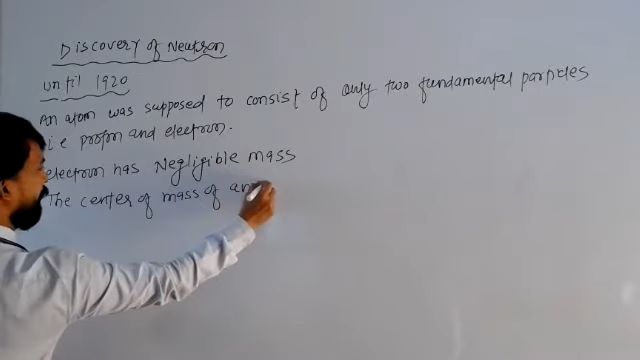 Discovery of Neutron
Until 1920
An atom was supposed to consist of only two fundamental particles
i.e proton and electron.
electron has Negligible mass
The center of mass of an